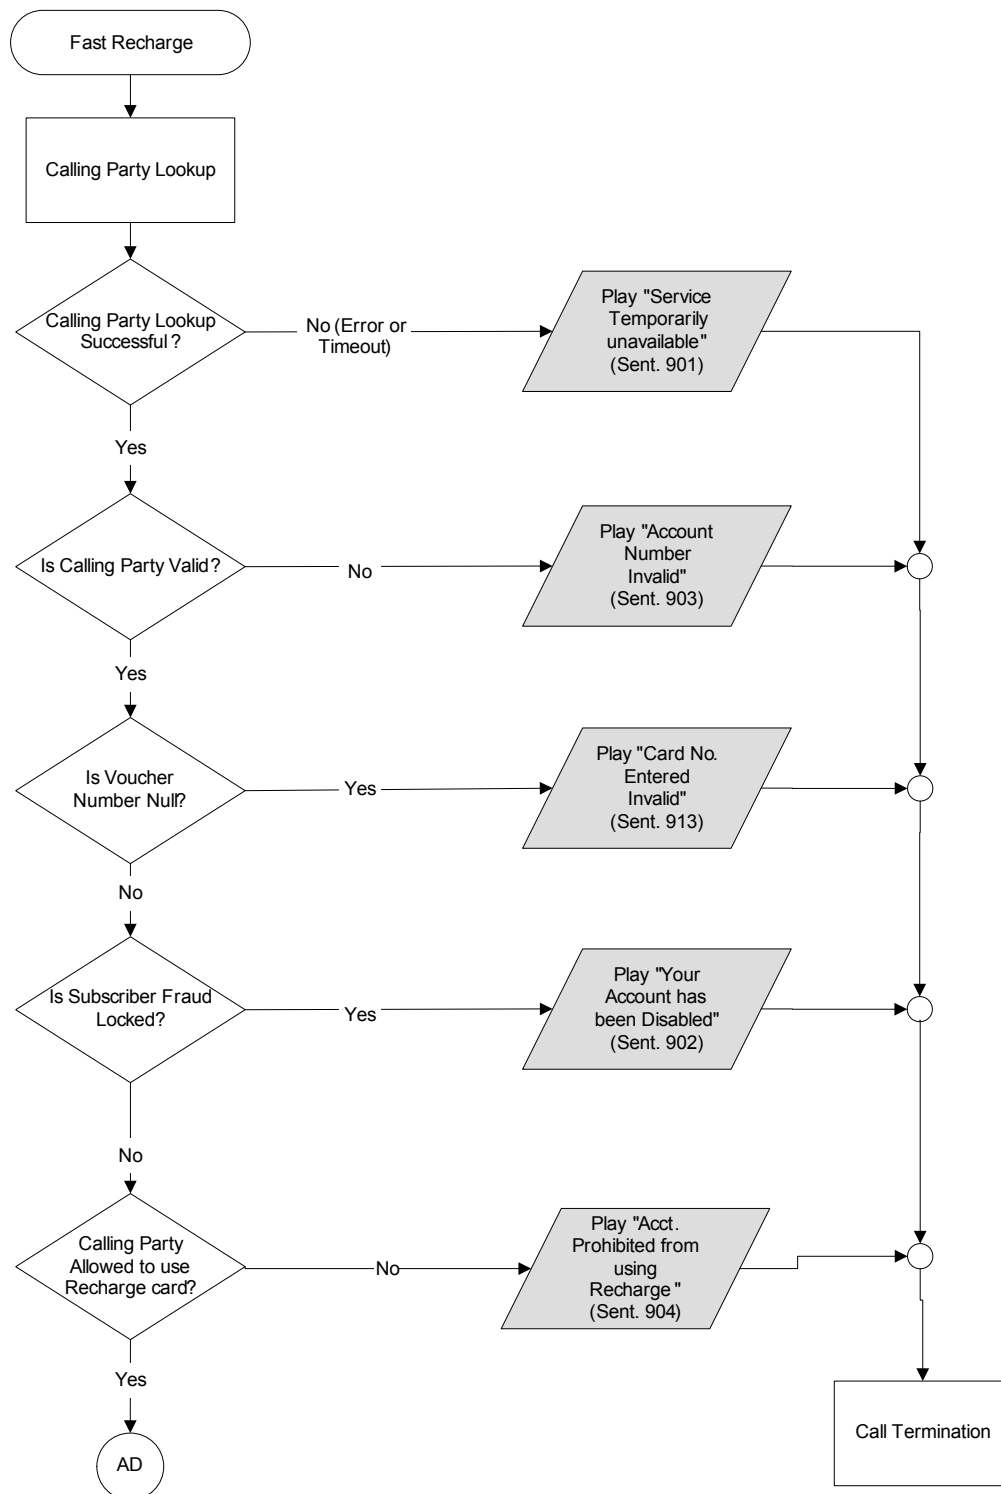 Fast Recharge
Calling Party Lookup
Calling Party Lookup
Successful ?
No (Error or
Timeout)
Play "Service
Temporarily
unavailable"
(Sent. 901)
Yes
Is Calling Party Valid?
No
Play "Account
Number
Invalid"
(Sent. 903)
Yes
Is Voucher
Number Null?
Yes
Play "Card No.
Entered
Invalid"
(Sent. 913)
No
Is Subscriber Fraud
Locked?
Yes
Play "Your
Account has
been Disabled"
(Sent. 902)
No
Calling Party
Allowed to use
Recharge card?
No
Play "Acct.
Prohibited from
using
Recharge "
(Sent. 904)
Yes
AD
Call Termination